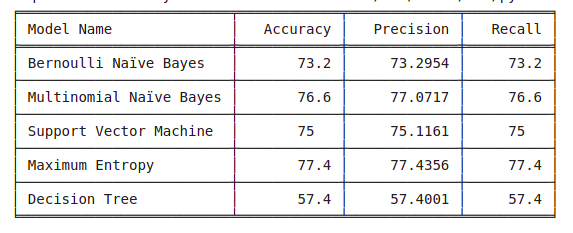 Model Name Accuracy Precision Recall
Bernoulli Naïve Bayes 73.2 73.2954 73.2
Multinomial Naïve Bayes 76.6 77.0717 76.6
Support Vector Machine 75 75.1161 75
Maximum Entropy 77.4 77.4356 77.4
Decision Tree 57.4 57.4001 57.4